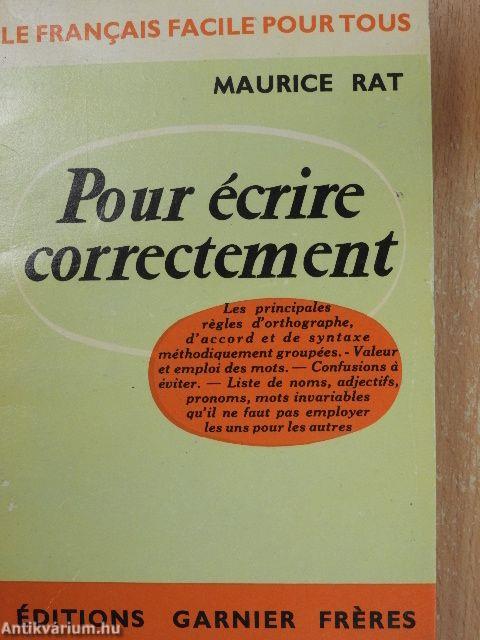 LE FRANÇAIS FACILE POUR TOUS
MAURICE RAT
Pour écrire
correctement
Les principales
règles d'orthographe,
d'accord et de syntaxe
méthodiquement groupées. - Valeur
et emploi des mots. — Confusions à
éviter. — Liste de noms, adjectifs,
pronoms, mots invariables
qu'il ne faut pas employer
les uns pour les autres
ÉDITIONS GARNIER FRÈRES
Antikvárium.hu